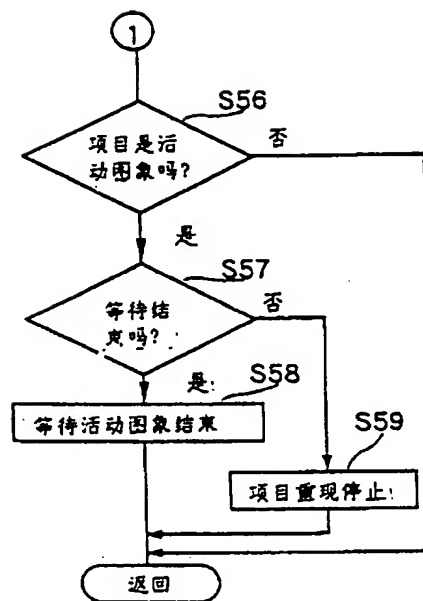 1
S56
项目是活
动图象吗?
否
是
S57
等待结
束吗?
否
是:
S58
等待活动图象结束
S59
项目重现停止:
返回